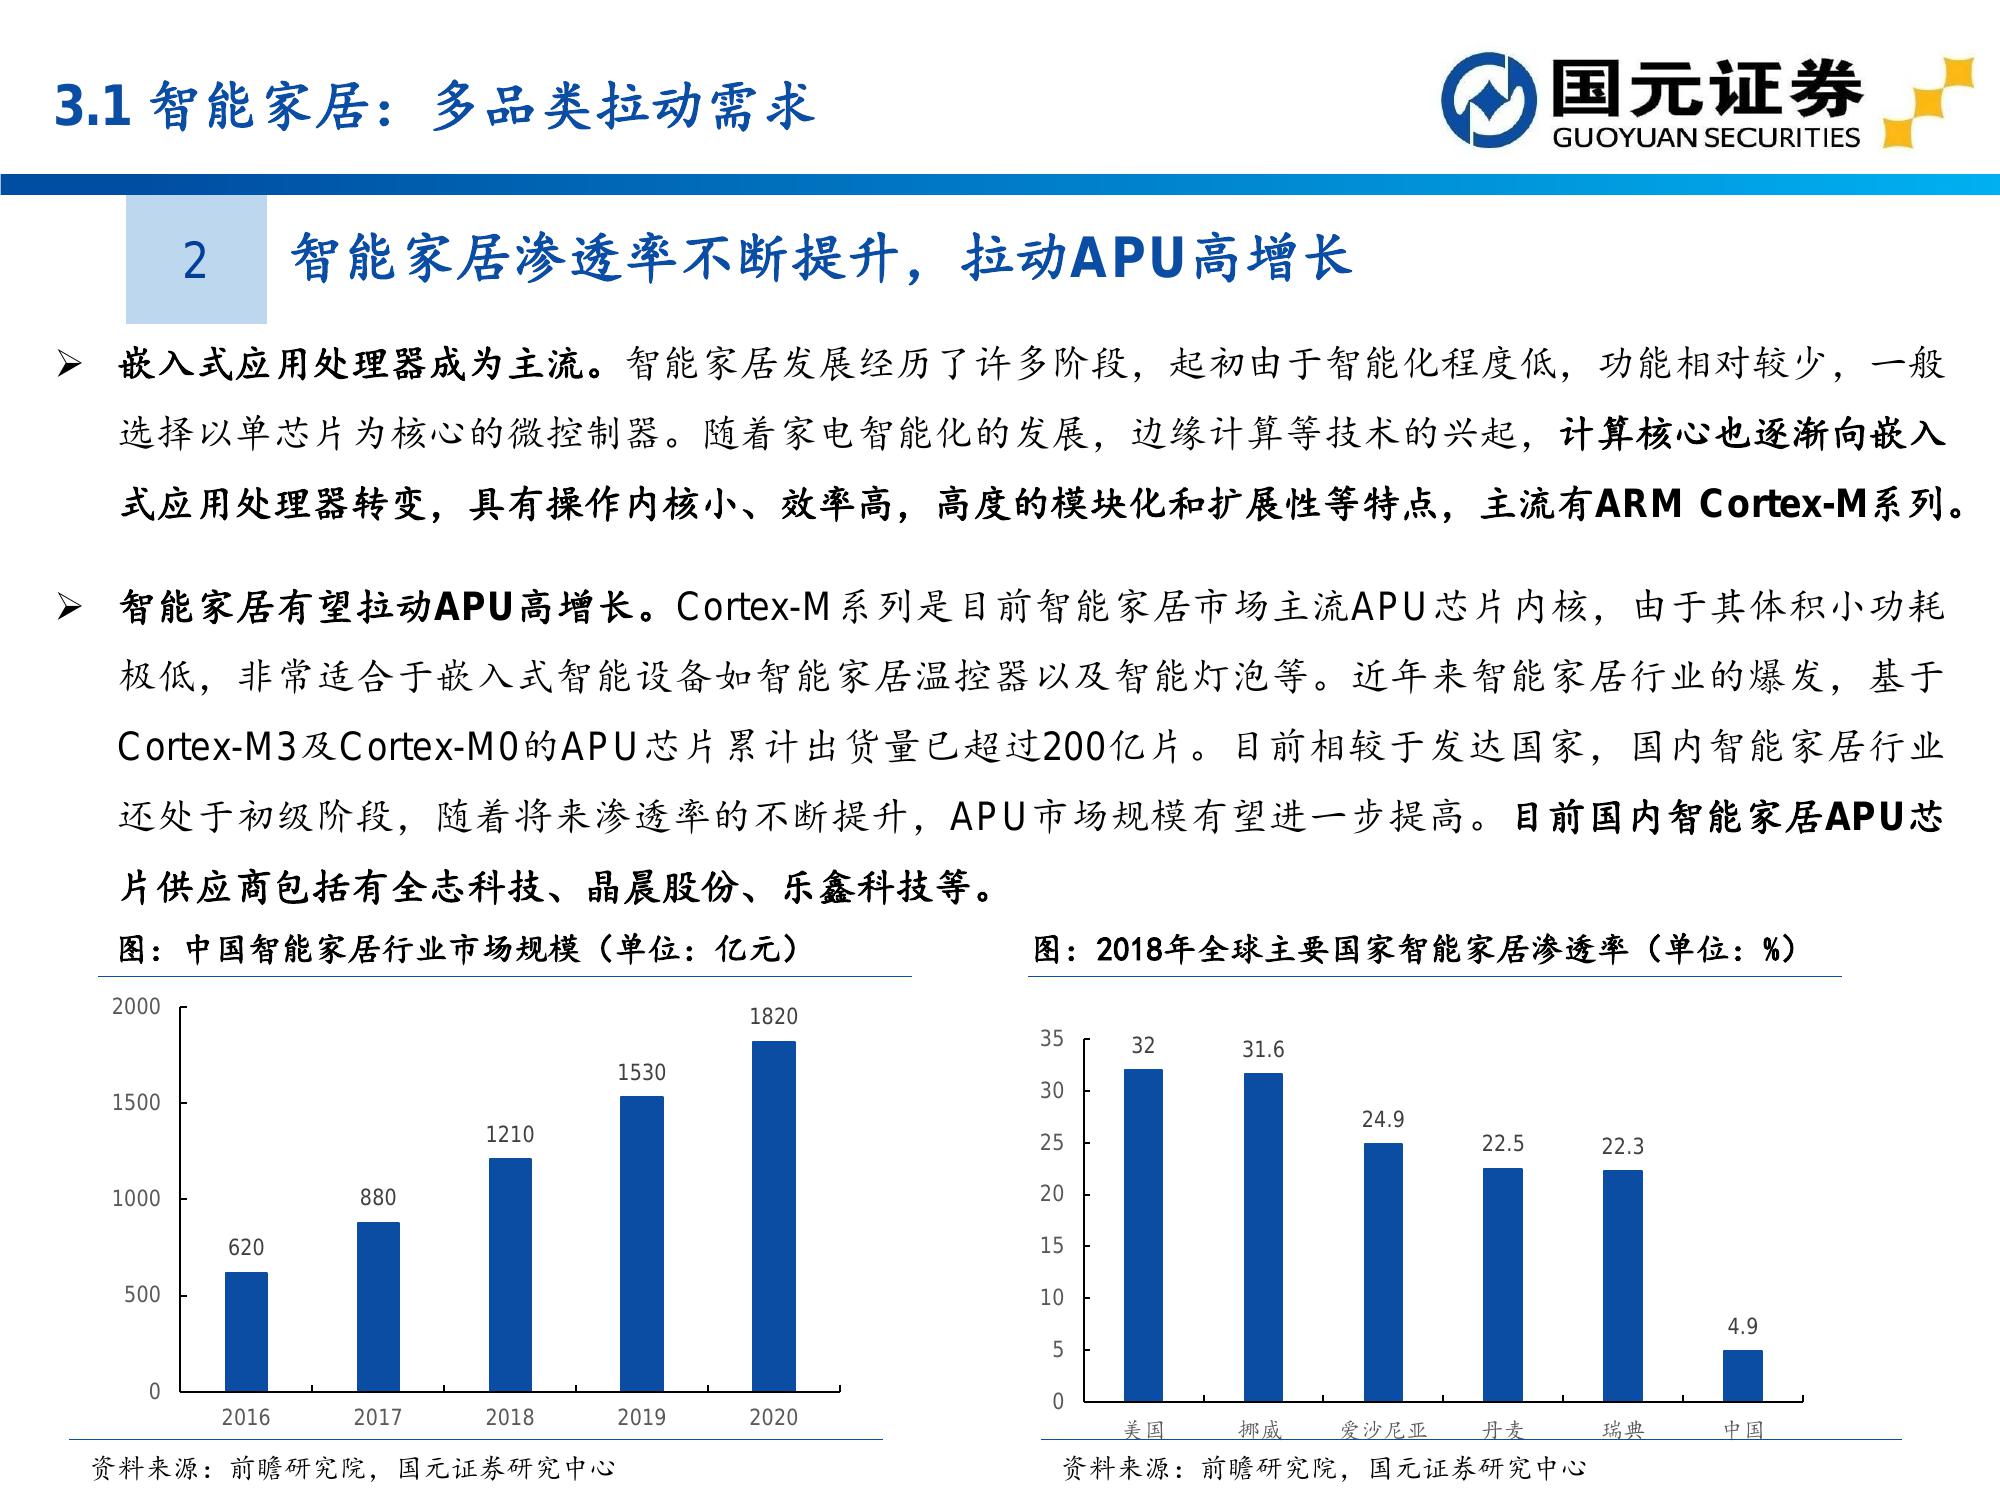 3.1 智能家居：多品类拉动需求
国元证券
GUOYUAN SECURITIES
2
智能家居渗透率不断提升，拉动APU高增长
➢ 嵌入式应用处理器成为主流。智能家居发展经历了许多阶段，起初由于智能化程度低，功能相对较少，一般
选择以单芯片为核心的微控制器。随着家电智能化的发展，边缘计算等技术的兴起，计算核心也逐渐向嵌入
式应用处理器转变，具有操作内核小、效率高，高度的模块化和扩展性等特点，主流有ARM Cortex-M系列。
➢ 智能家居有望拉动APU高增长。Cortex-M系列是目前智能家居市场主流APU芯片内核，由于其体积小功耗
极低，非常适合于嵌入式智能设备如智能家居温控器以及智能灯泡等。近年来智能家居行业的爆发，基于
Cortex-M3及Cortex-M0的APU芯片累计出货量已超过200亿片。目前相较于发达国家，国内智能家居行业
还处于初级阶段，随着将来渗透率的不断提升，APU市场规模有望进一步提高。目前国内智能家居APU芯
片供应商包括有全志科技、晶晨股份、乐鑫科技等。
图：中国智能家居行业市场规模（单位：亿元）
2000
1500
1000
500
0
620
880
1210
1530
1820
2016 2017 2018 2019 2020
资料来源：前瞻研究院，国元证券研究中心
图：2018年全球主要国家智能家居渗透率（单位：%）
35
30
25
20
15
10
5
0
32
31.6
24.9
22.5
22.3
4.9
美国 挪威 爱沙尼亚 丹麦 瑞典 中国
资料来源：前瞻研究院，国元证券研究中心